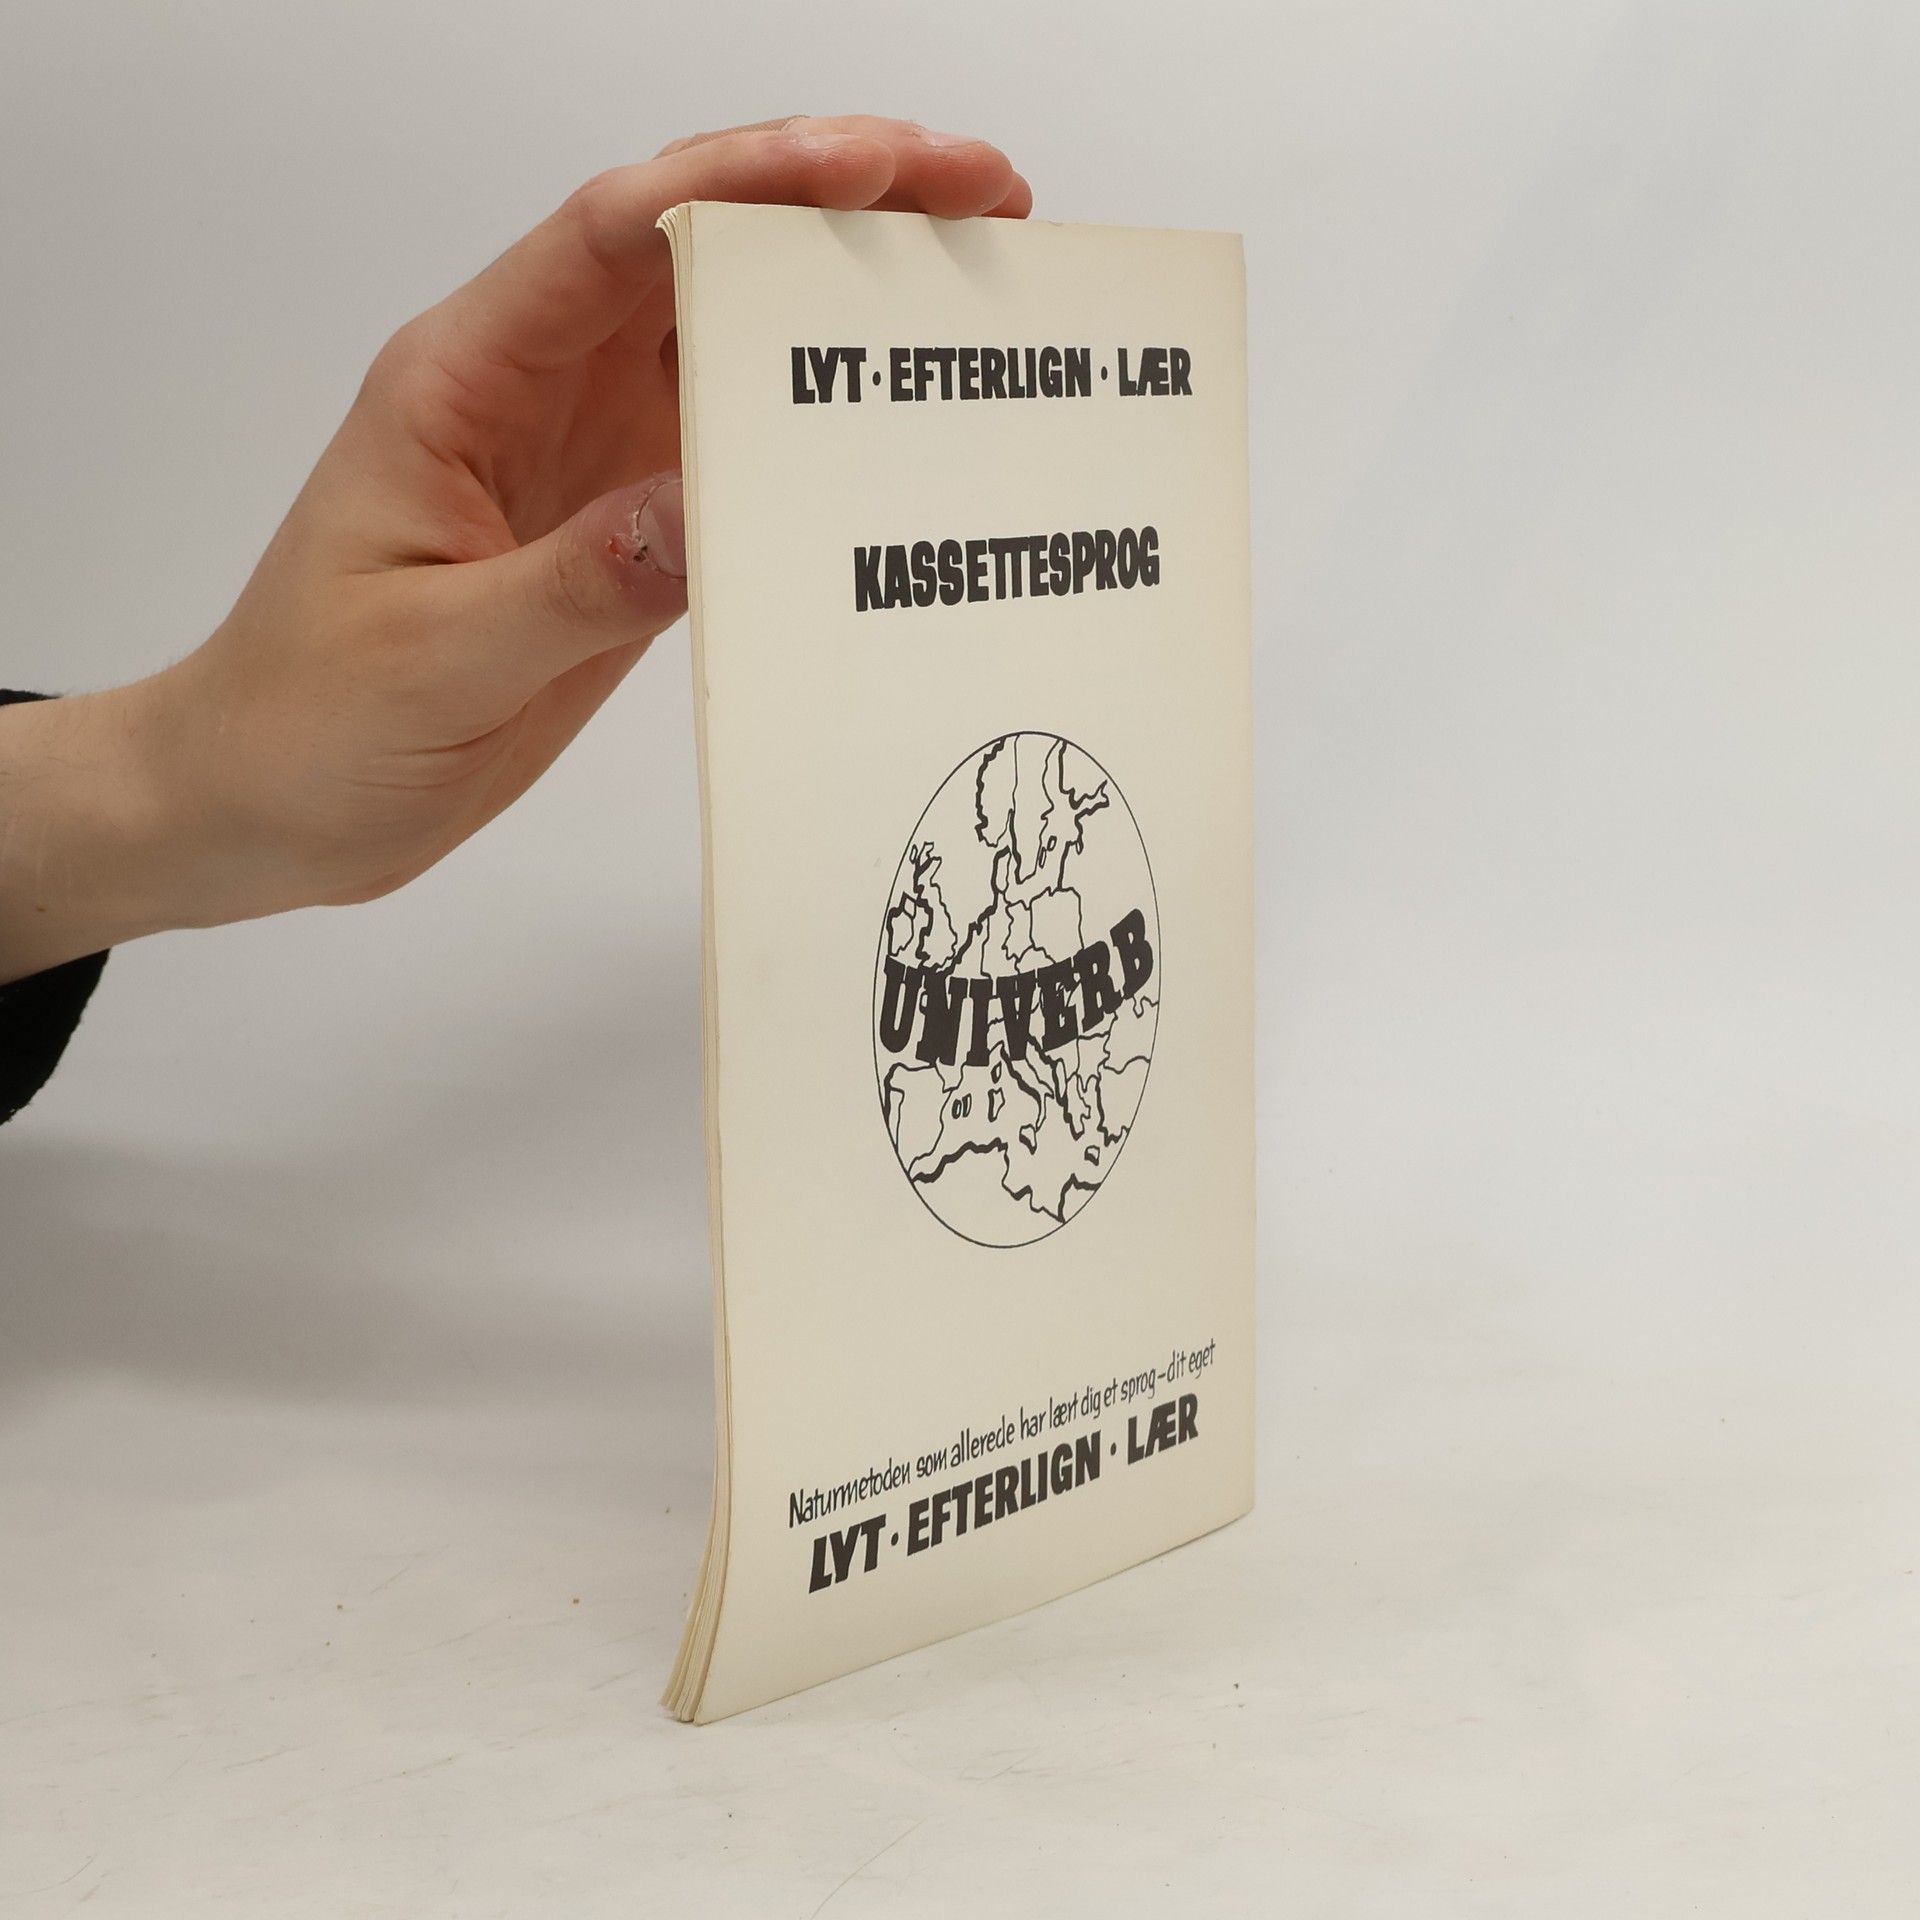 LYT · EFTERLIGN · LÆR
KASSETTESPROG
UNIVERB
Naturmetoden som allerede har lært dig et sprog – dit eget
LYT · EFTERLIGN · LÆR